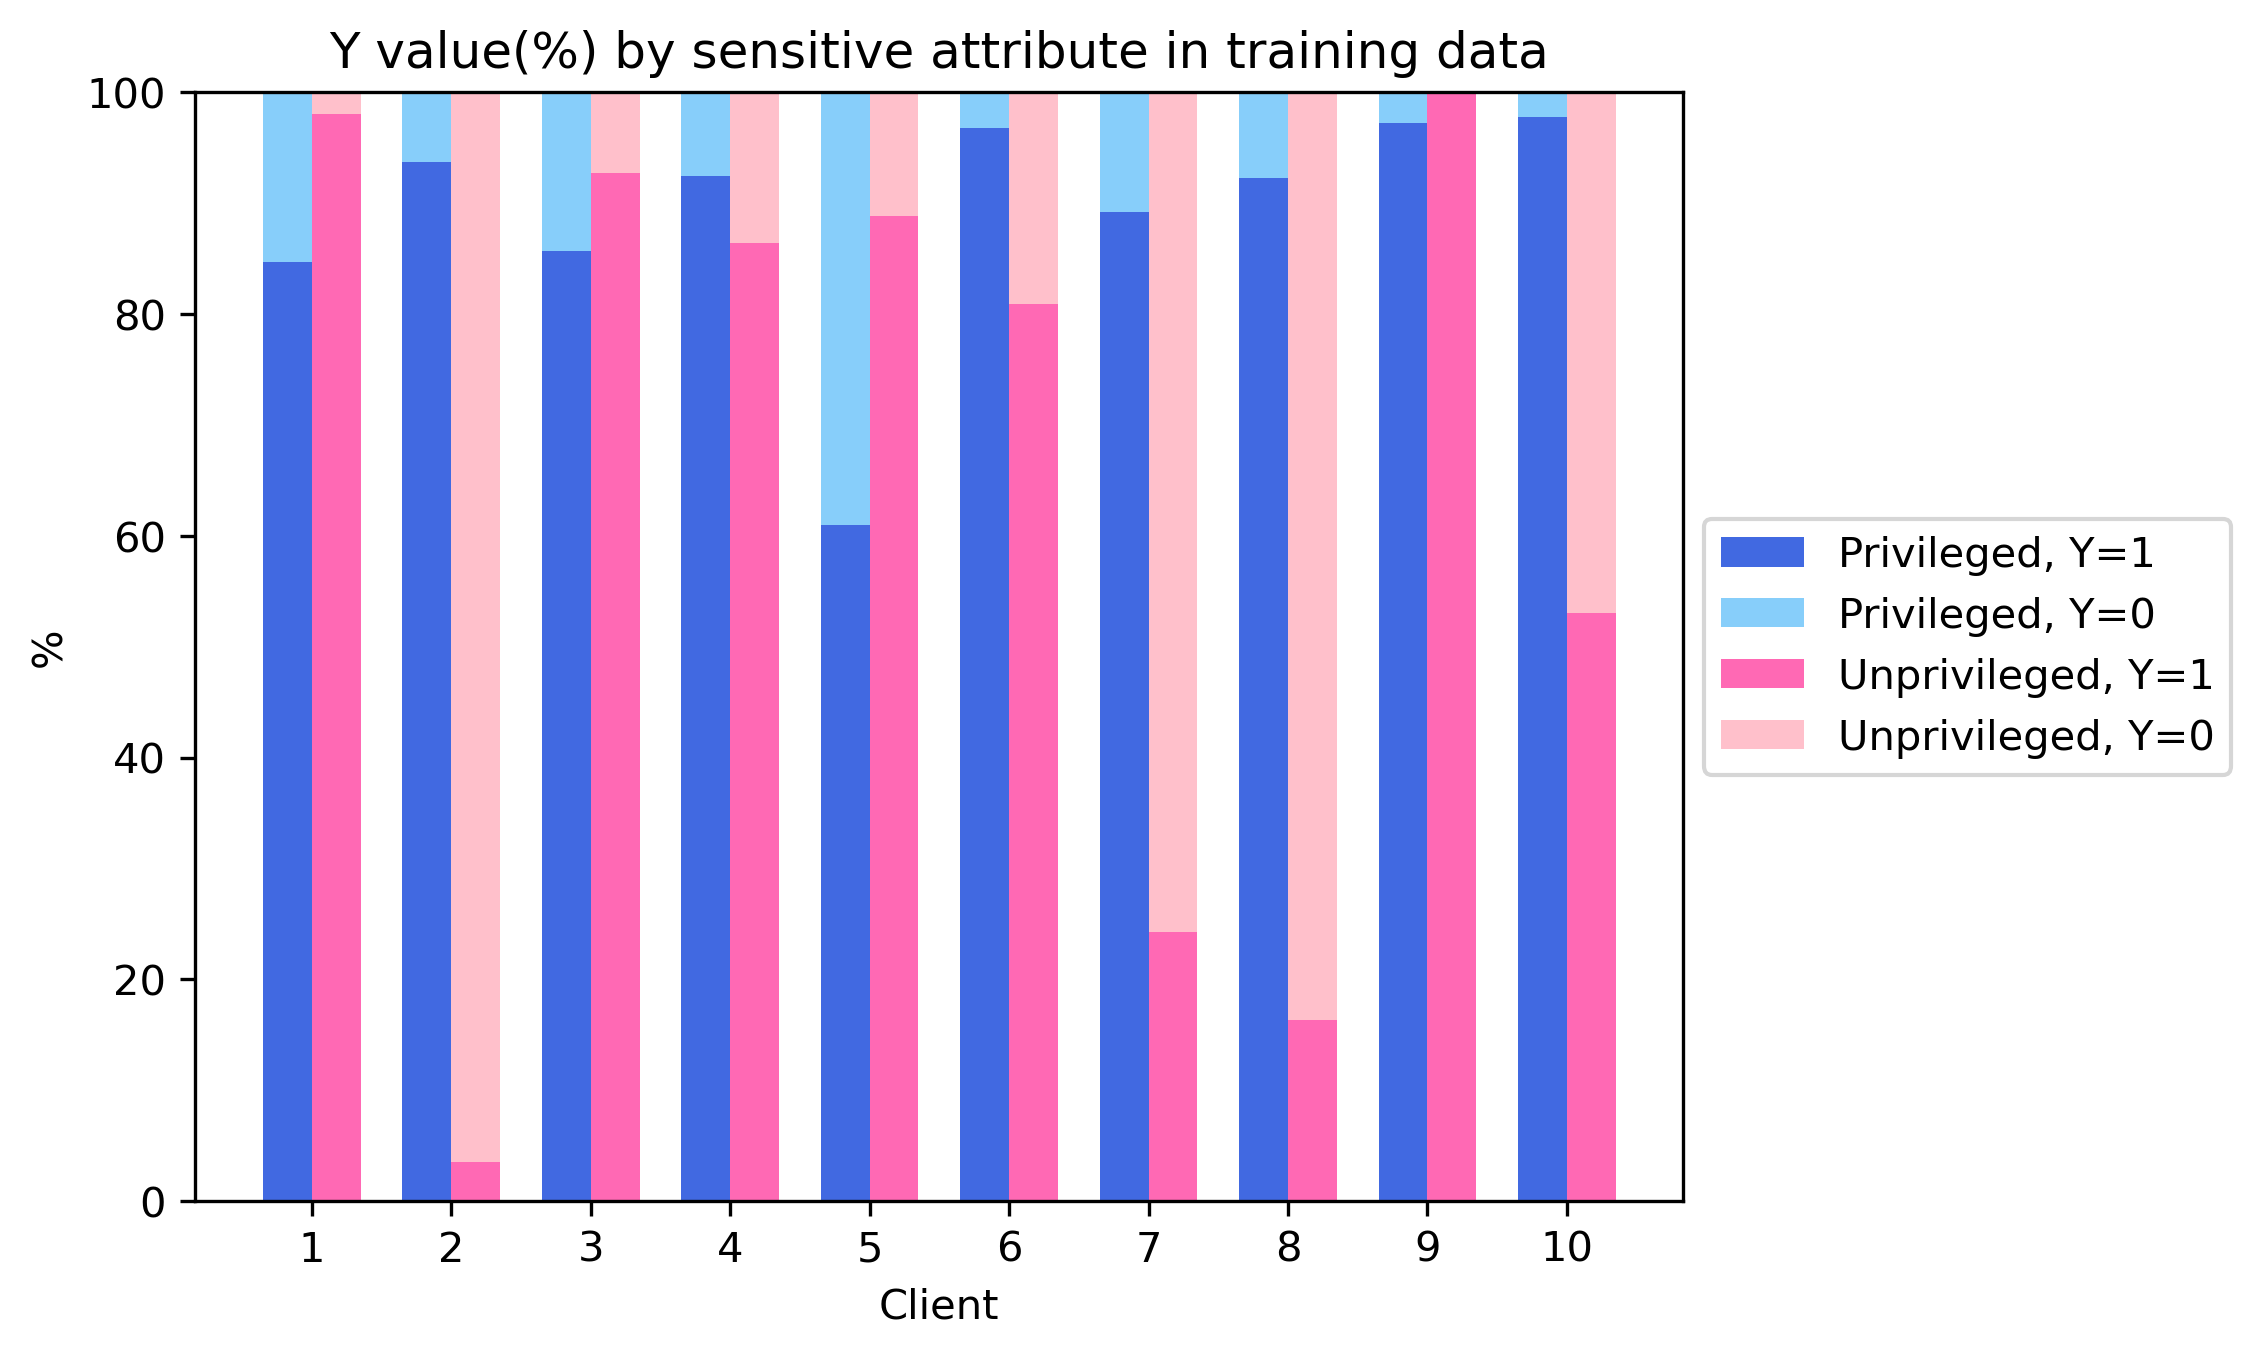 Y value(%) by sensitive attribute in training data
100
80
60
40
20
0
%
1 2 3 4 5 6 7 8 9 10
Client
Privileged, Y=1
Privileged, Y=0
Unprivileged, Y=1
Unprivileged, Y=0